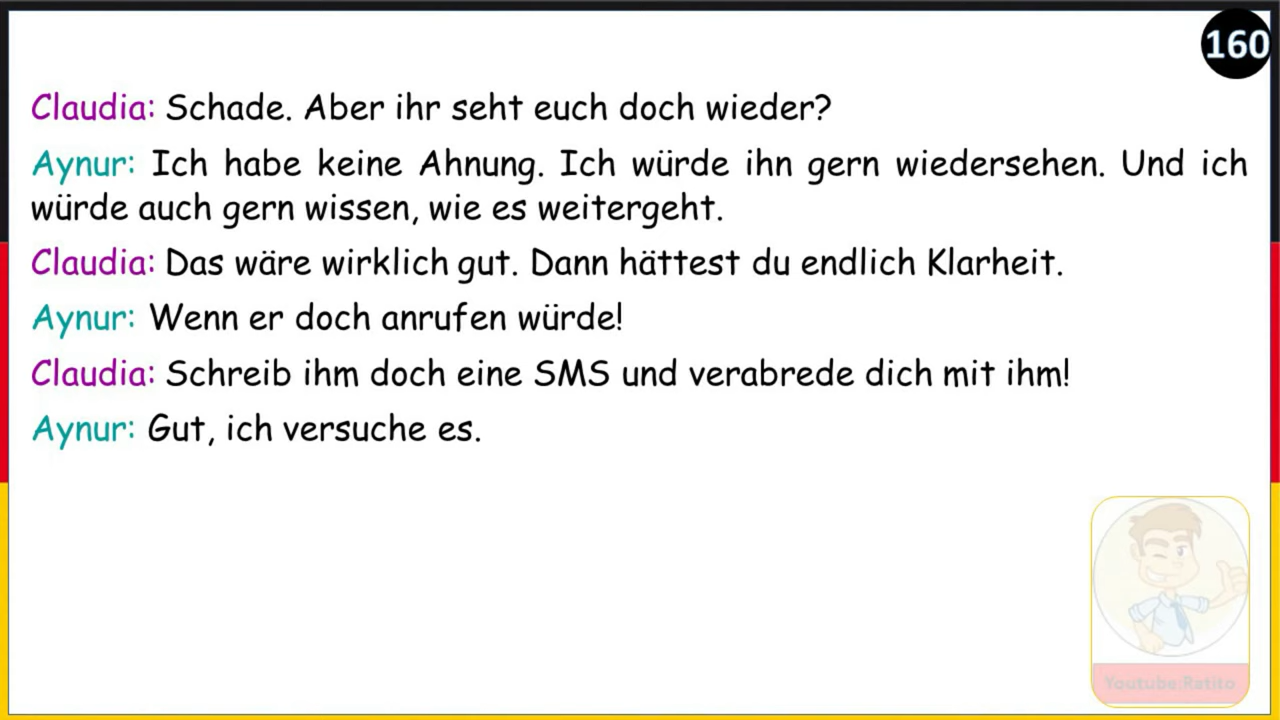 160
Claudia: Schade. Aber ihr seht euch doch wieder?
Aynur: Ich habe keine Ahnung. Ich würde ihn gern wiedersehen. Und ich
würde auch gern wissen, wie es weitergeht.
Claudia: Das wäre wirklich gut. Dann hättest du endlich Klarheit.
Aynur: Wenn er doch anrufen würde!
Claudia: Schreib ihm doch eine SMS und verabrede dich mit ihm!
Aynur: Gut, ich versuche es.
Youtube:Ratito